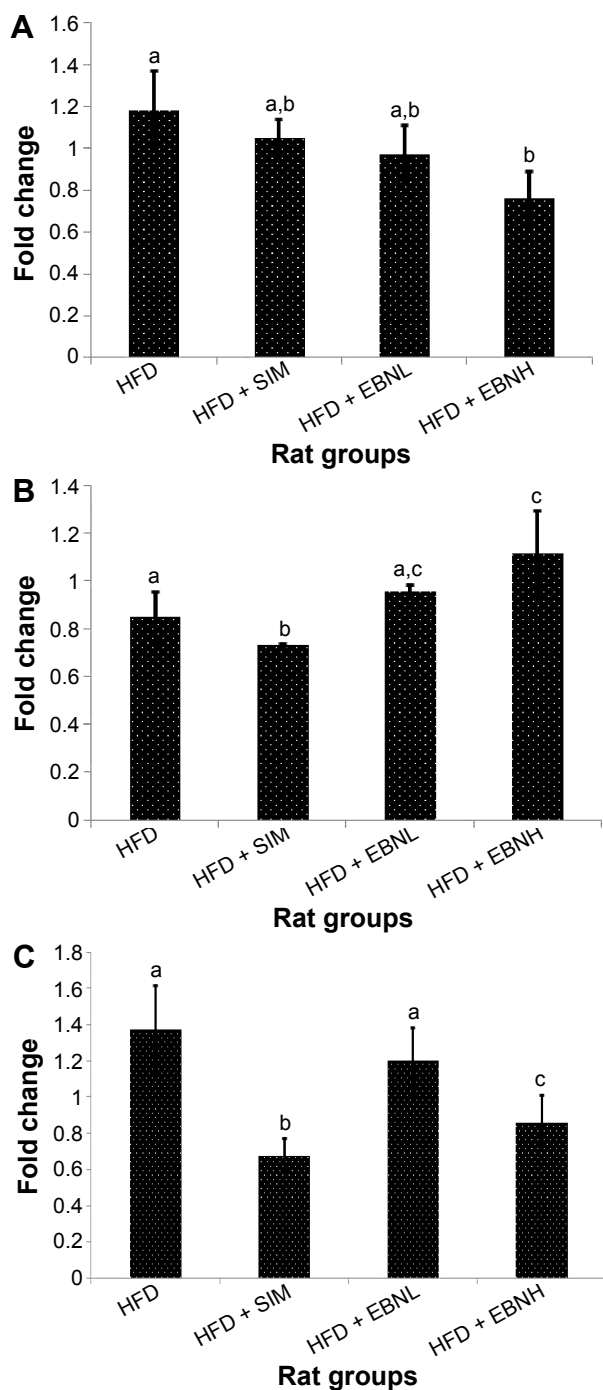 A
1.6
1.4
1.2
1
0.8
0.6
0.4
0.2
0
Fold change
a
a,b
a,b
b
HFD
HFD + SIM
HFD + EBNL
HFD + EBNH
Rat groups
B
1.4
1.2
1
0.8
0.6
0.4
0.2
0
Fold change
a
b
a,c
c
HFD
HFD + SIM
HFD + EBNL
HFD + EBNH
Rat groups
C
1.8
1.6
1.4
1.2
1
0.8
0.6
0.4
0.2
0
Fold change
a
b
a
c
HFD
HFD + SIM
HFD + EBNL
HFD + EBNH
Rat groups